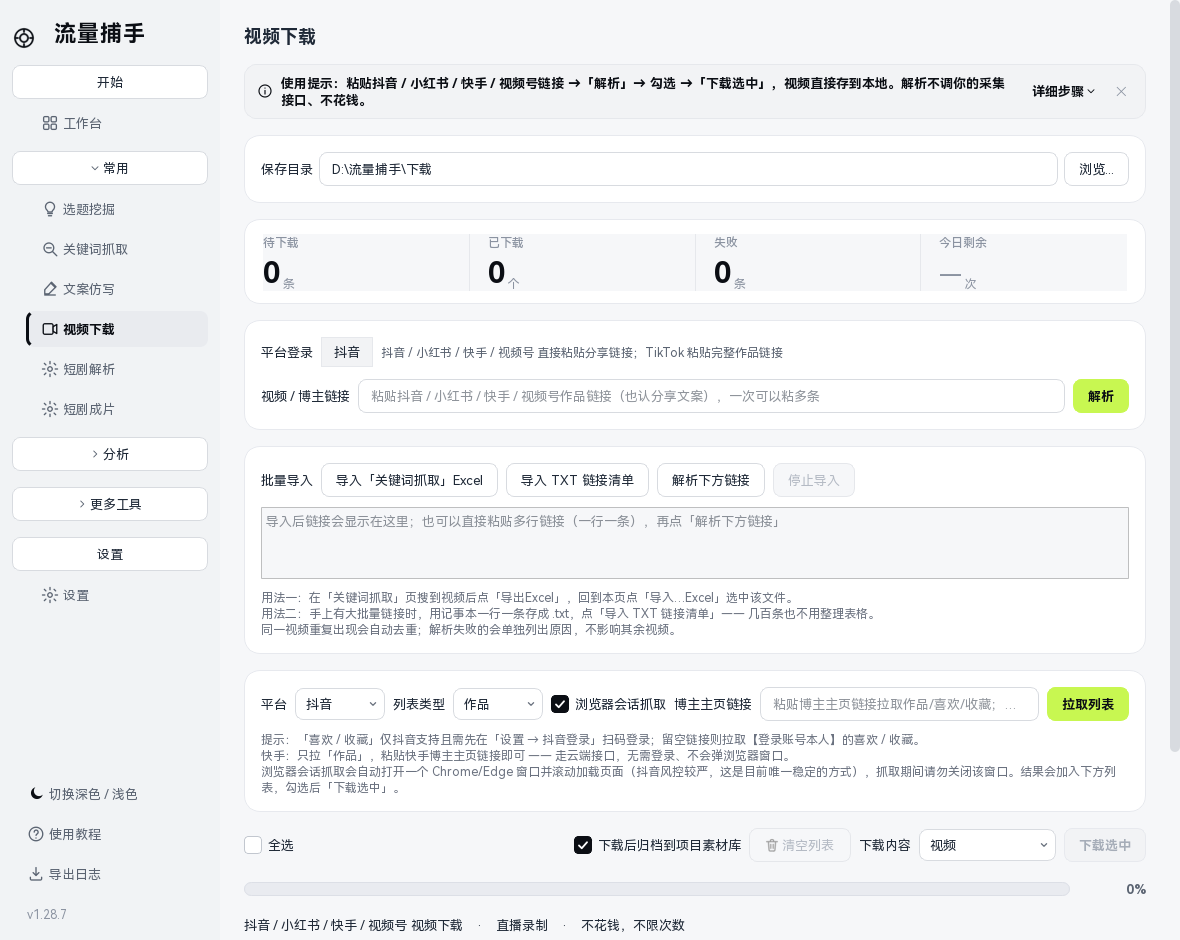 流量捕手
开始
工作台
常用
选题挖掘
关键词抓取
文案仿写
视频下载
短剧解析
短剧成片
分析
更多工具
设置
设置
切换深色 / 浅色
使用教程
导出日志
v1.28.7
视频下载
使用提示：粘贴抖音 / 小红书 / 快手 / 视频号链接 →「解析」→ 勾选 →「下载选中」，视频直接存到本地。解析不调你的采集
接口、不花钱。
详细步骤
保存目录
D:\流量捕手\下载
浏览...
待下载
0 条
已下载
0 个
失败
0 条
今日剩余
— 次
平台登录
抖音
抖音 / 小红书 / 快手 / 视频号 直接粘贴分享链接；TikTok 粘贴完整作品链接
视频 / 博主链接
粘贴抖音 / 小红书 / 快手 / 视频号作品链接（也认分享文案），一次可以粘多条
解析
批量导入
导入「关键词抓取」Excel
导入 TXT 链接清单
解析下方链接
停止导入
导入后链接会显示在这里；也可以直接粘贴多行链接（一行一条），再点「解析下方链接」
用法一：在「关键词抓取」页搜到视频后点「导出Excel」，回到本页点「导入…Excel」选中该文件。
用法二：手上有大批量链接时，用记事本一行一条存成 .txt，点「导入 TXT 链接清单」—— 几百条也不用整理表格。
同一视频重复出现会自动去重；解析失败的会单独列出原因，不影响其余视频。
平台
抖音
列表类型
作品
浏览器会话抓取
博主主页链接
粘贴博主主页链接拉取作品/喜欢/收藏；…
拉取列表
提示：「喜欢 / 收藏」仅抖音支持且需先在「设置 → 抖音登录」扫码登录；留空链接则拉取【登录账号本人】的喜欢 / 收藏。
快手：只拉「作品」，粘贴快手博主主页链接即可 —— 走云端接口，无需登录、不会弹浏览器窗口。
浏览器会话抓取会自动打开一个 Chrome/Edge 窗口并滚动加载页面（抖音风控较严，这是目前唯一稳定的方式），抓取期间请勿关闭该窗口。结果会加入下方列
表，勾选后「下载选中」。
全选
下载后归档到项目素材库
清空列表
下载内容
视频
下载选中
0%
抖音 / 小红书 / 快手 / 视频号 视频下载 · 直播录制 · 不花钱，不限次数